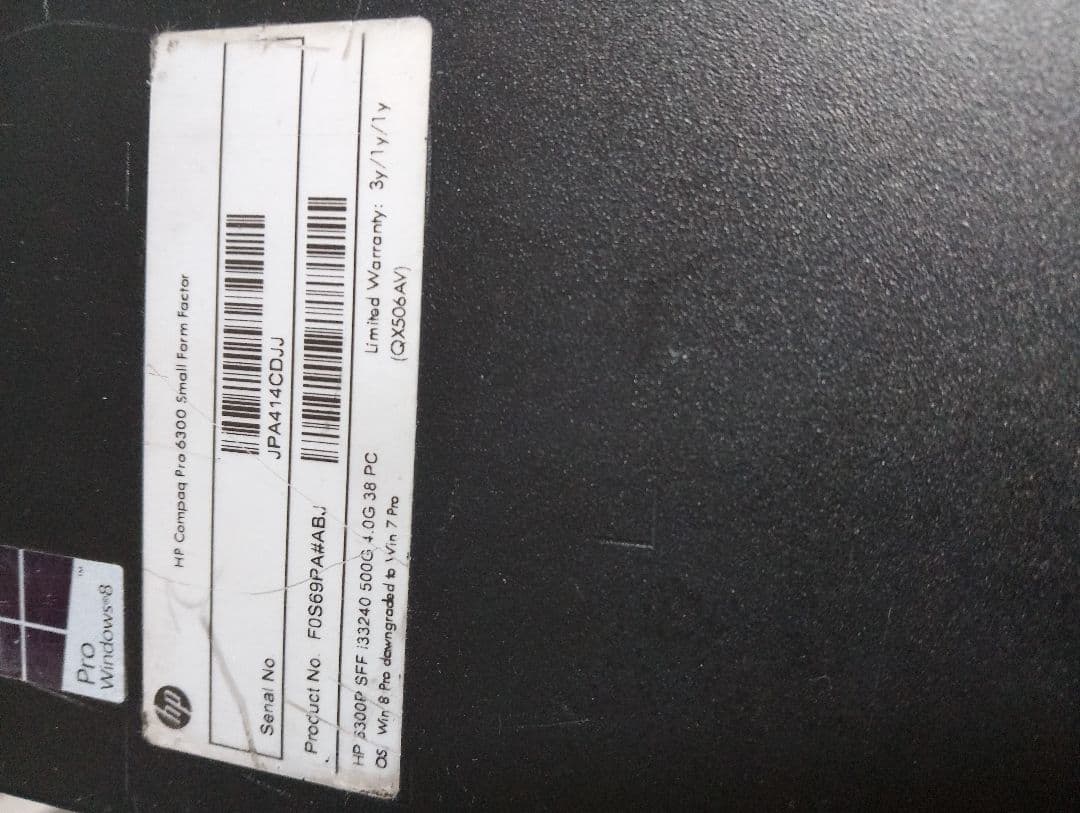 Pro
Windows®8
TM
hp
HP Compaq Pro 6300 Small Form Factor
Serial No.
JPA414CDJJ
Product No. F0S69PA#ABJ
HP 6300P SFF i33240 500G 4.0G 38 PC
Limited Warranty: 3y/1y/1y
OS Win 8 Pro downgraded to Win 7 Pro
(QX506AV)